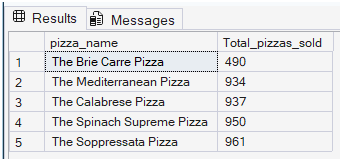 Results Messages
pizza_name Total_pizzas_sold
1 The Brie Carre Pizza 490
2 The Mediterranean Pizza 934
3 The Calabrese Pizza 937
4 The Spinach Supreme Pizza 950
5 The Soppressata Pizza 961